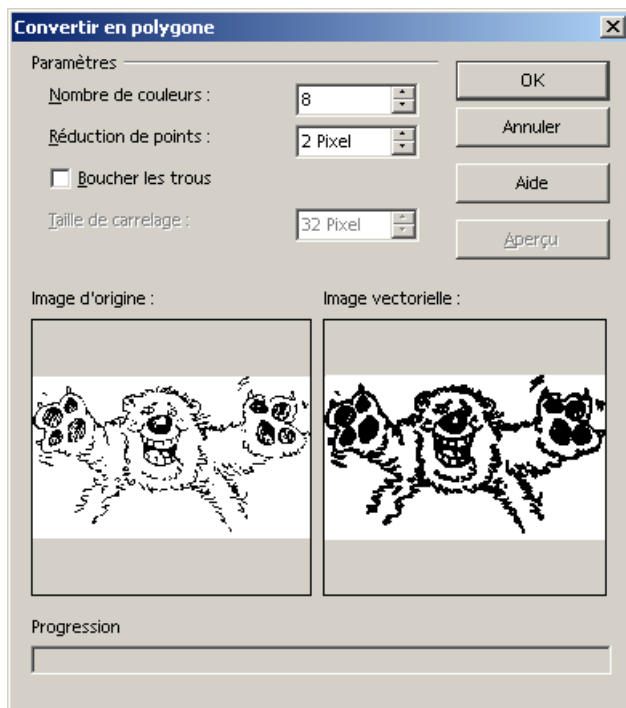 Convertir en polygone
Paramètres
Nombre de couleurs :
8
Réduction de points :
2 Pixel
Boucher les trous
Taille de carrelage :
32 Pixel
OK
Annuler
Aide
Aperçu
Image d'origine :
Image vectorielle :
Progression